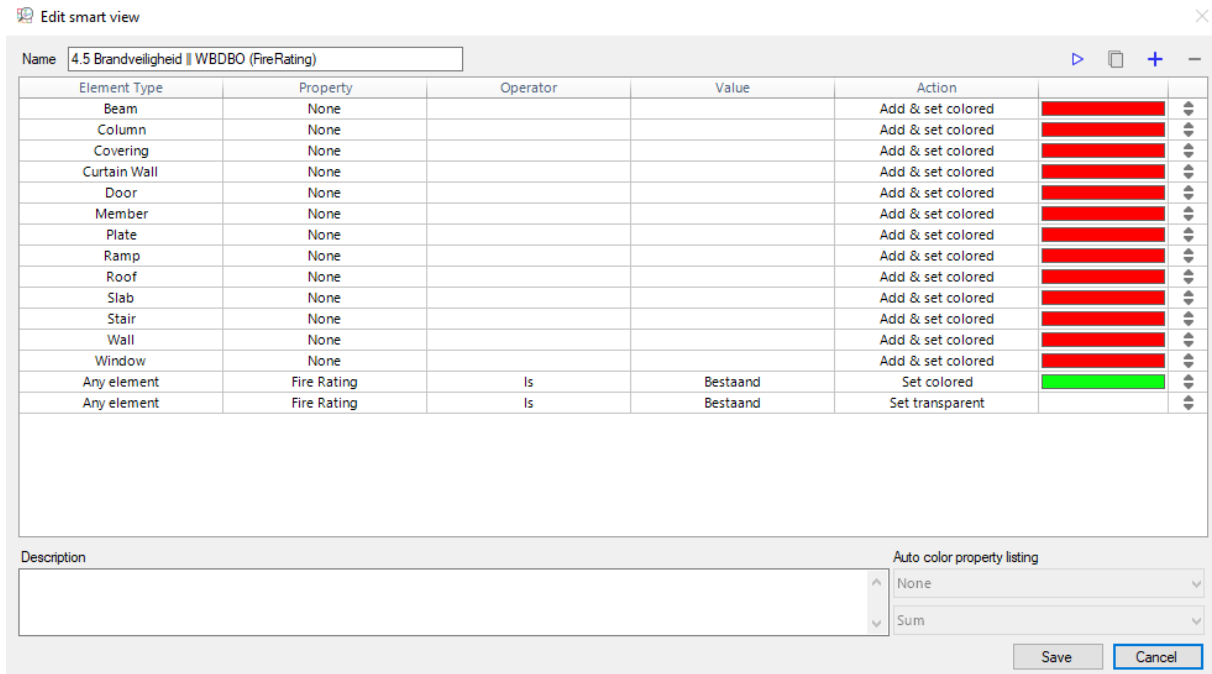 Edit smart view
Name 4.5 Brandveiligheid || WBDBO (FireRating)
Element Type Property Operator Value Action
Beam None Add & set colored
Column None Add & set colored
Covering None Add & set colored
Curtain Wall None Add & set colored
Door None Add & set colored
Member None Add & set colored
Plate None Add & set colored
Ramp None Add & set colored
Roof None Add & set colored
Slab None Add & set colored
Stair None Add & set colored
Wall None Add & set colored
Window None Add & set colored
Any element Fire Rating Is Bestaand Set colored
Any element Fire Rating Is Bestaand Set transparent
Description Auto color property listing
None
Sum
Save Cancel